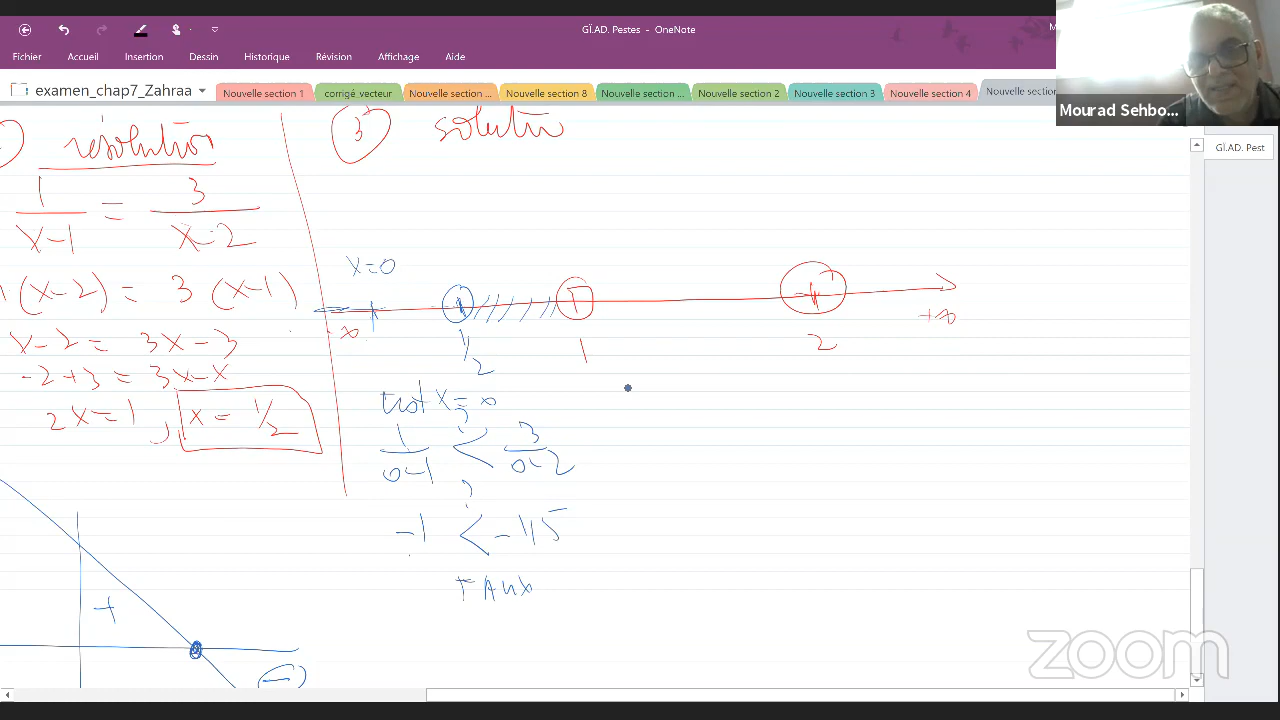 GÏ.AD. Pestes - OneNote
Fichier Accueil Insertion Dessin Historique Révision Affichage Aide
examen_chap7_Zahraa
Nouvelle section 1
corrigé_vecteur
Nouvelle section ...
Nouvelle section 8
Nouvelle section ...
Nouvelle section 2
Nouvelle section 3
Nouvelle section 4
Mourad Sehbo...
GÏ.AD. Pest
résolution
1/(x-1) = 3/(x-2)
(x-2) = 3 (x-1)
x-2 = 3x-3
-2+3 = 3x-x
2x=1, x = 1/2
+
(-)
3° solution
x=0
-∞ 1/2 1 2 +∞
test x=0
1/(0-1) <? 3/(0-2)
-1 <? -1,5
FAux
zoom